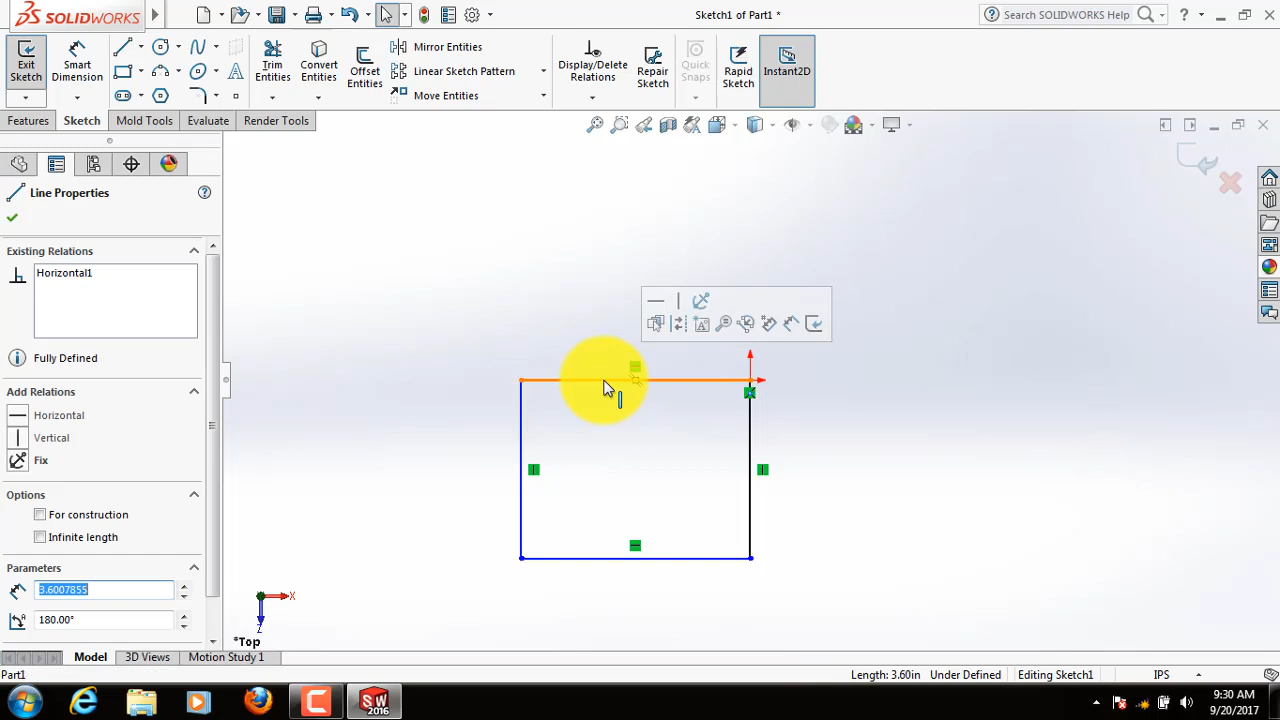 SOLIDWORKS
Sketch1 of Part1 *
Search SOLIDWORKS Help
?
Exit Sketch
Smart Dimension
Trim Entities
Convert Entities
Offset Entities
Mirror Entities
Linear Sketch Pattern
Move Entities
Display/Delete Relations
Repair Sketch
Quick Snaps
Rapid Sketch
Instant2D
Features
Sketch
Mold Tools
Evaluate
Render Tools
Line Properties
?
Existing Relations
Horizontal1
Fully Defined
Add Relations
Horizontal
Vertical
Fix
Options
For construction
Infinite length
Parameters
3.6007855
180.00°
X
Z
*Top
Model
3D Views
Motion Study 1
Part1
Length: 3.60in
Under Defined
Editing Sketch1
IPS
SW
2016
9:30 AM
9/20/2017